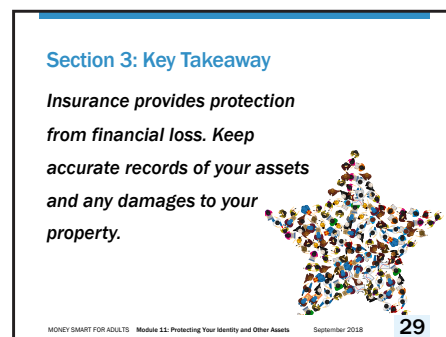 Section 3: Key Takeaway
Insurance provides protection
from financial loss. Keep
accurate records of your assets
and any damages to your
property.
MONEY SMART FOR ADULTS Module 11: Protecting Your Identity and Other Assets September 2018 29